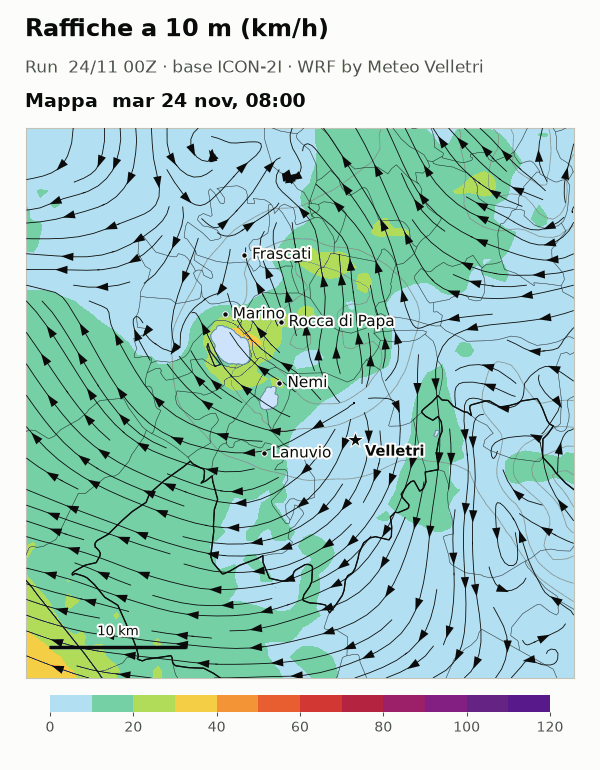 Raffiche a 10 m (km/h)
Run  24/11 00Z · base ICON-2I · WRF by Meteo Velletri
Mappa  mar 24 nov, 08:00
Frascati
Marino
Rocca di Papa
Nemi
Velletri
Lanuvio
10 km
0 20 40 60 80 100 120